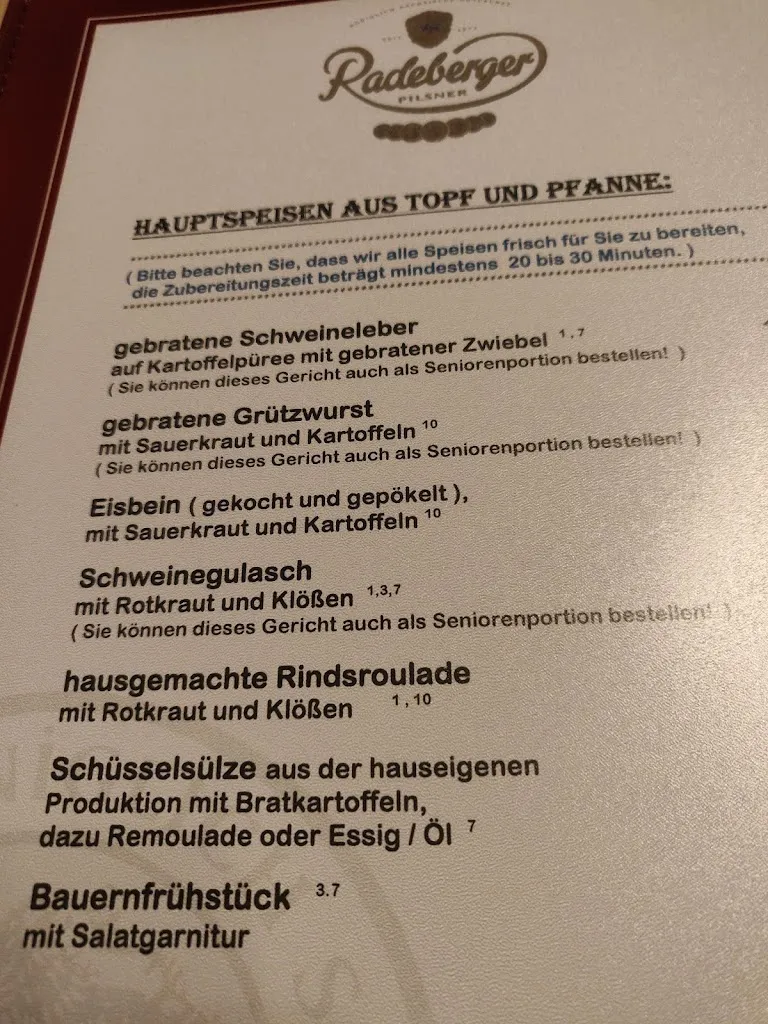 Radeberger
PILSNER
HAUPTSPEISEN AUS TOPF UND PFANNE:
( Bitte beachten Sie, dass wir alle Speisen frisch für Sie zu bereiten,
die Zubereitungszeit beträgt mindestens 20 bis 30 Minuten. )
gebratene Schweineleber
auf Kartoffelpüree mit gebratener Zwiebel 1,7
( Sie können dieses Gericht auch als Seniorenportion bestellen! )
gebratene Grützwurst
mit Sauerkraut und Kartoffeln 10
( Sie können dieses Gericht auch als Seniorenportion bestellen! )
Eisbein ( gekocht und gepökelt ),
mit Sauerkraut und Kartoffeln 10
Schweinegulasch
mit Rotkraut und Klößen 1,3,7
( Sie können dieses Gericht auch als Seniorenportion bestellen! )
hausgemachte Rindsroulade
mit Rotkraut und Klößen 1,10
Schüsselsülze aus der hauseigenen
Produktion mit Bratkartoffeln,
dazu Remoulade oder Essig / Öl 7
Bauernfrühstück 3.7
mit Salatgarnitur